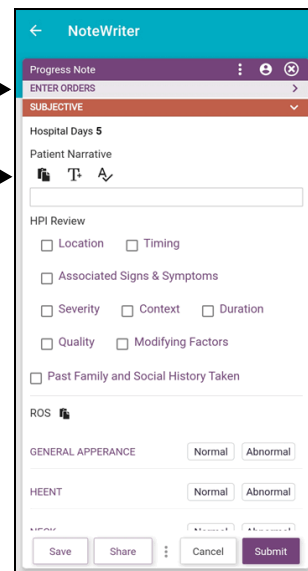 NoteWriter
Progress Note
ENTER ORDERS
SUBJECTIVE
Hospital Days 5
Patient Narrative
HPI Review
Location Timing
Associated Signs & Symptoms
Severity Context Duration
Quality Modifying Factors
Past Family and Social History Taken
ROS
GENERAL APPERANCE Normal Abnormal
HEENT Normal Abnormal
Save Share Cancel Submit